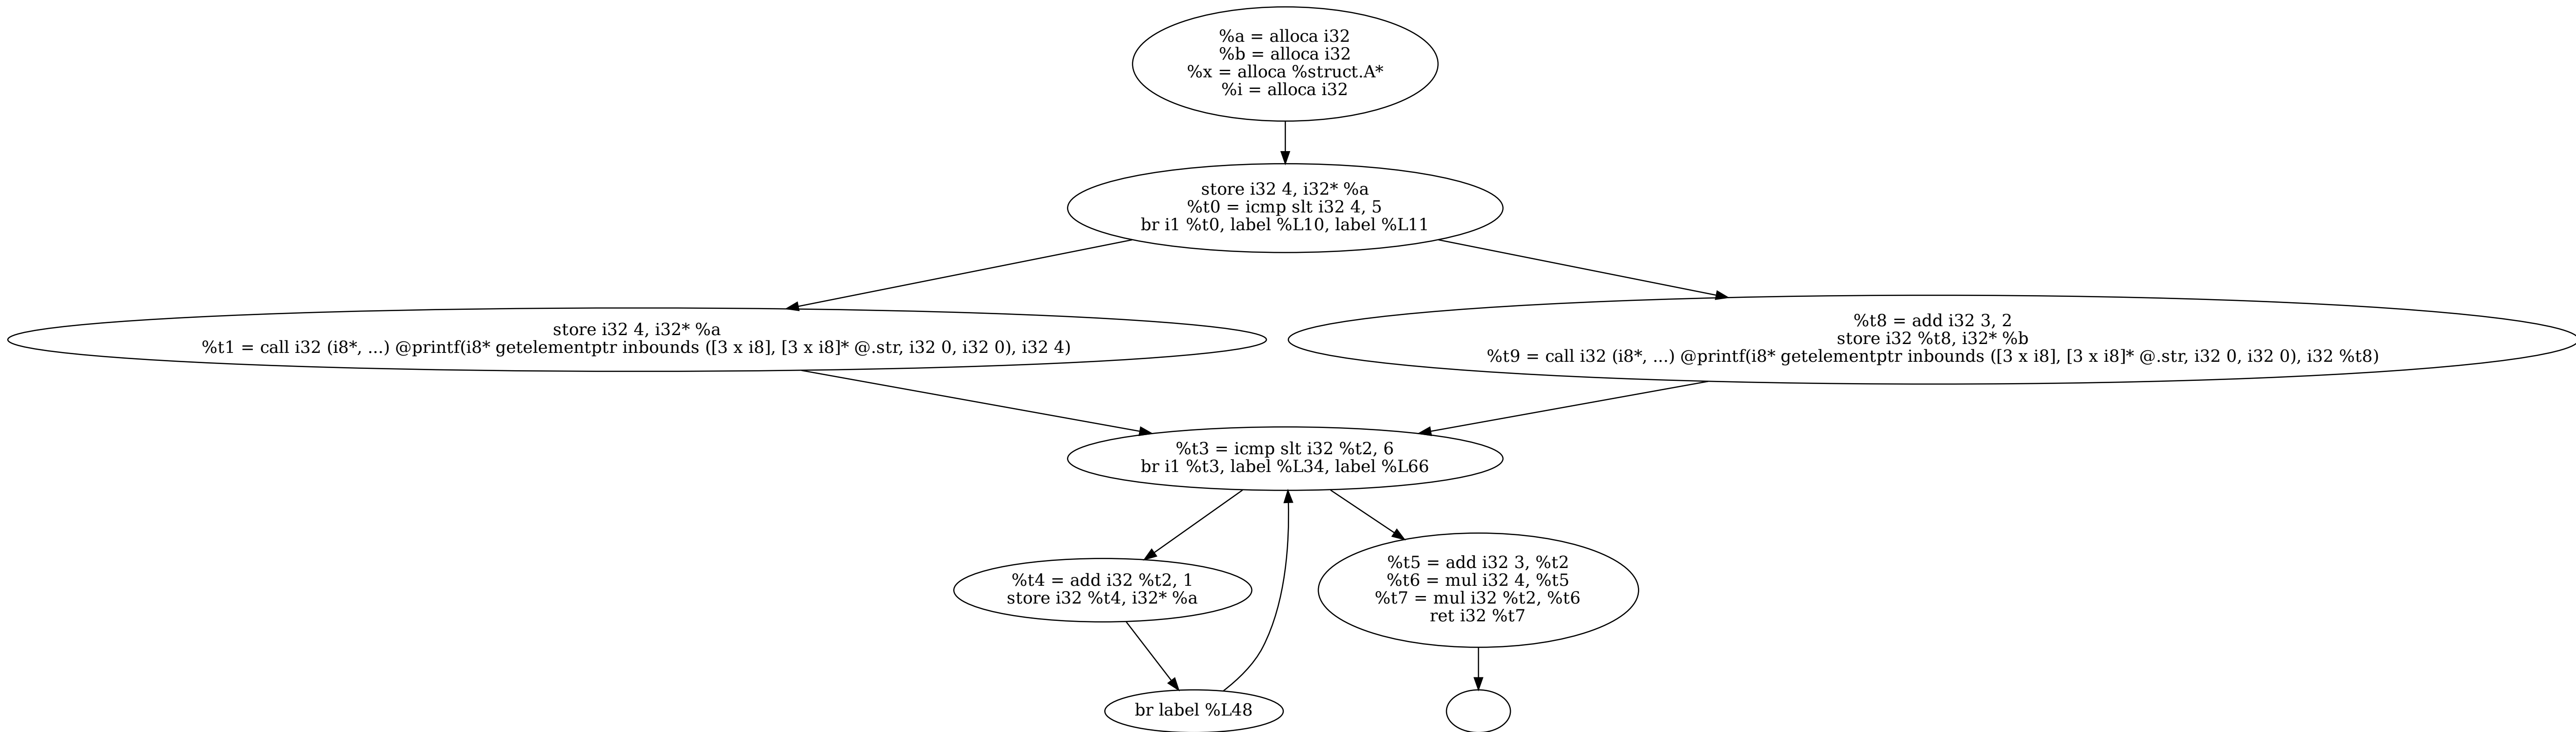 %a = alloca i32
%b = alloca i32
%x = alloca %struct.A*
%i = alloca i32
store i32 4, i32* %a
%t0 = icmp slt i32 4, 5
br i1 %t0, label %L10, label %L11
store i32 4, i32* %a
%t1 = call i32 (i8*, ...) @printf(i8* getelementptr inbounds ([3 x i8], [3 x i8]* @.str, i32 0, i32 0), i32 4)
%t8 = add i32 3, 2
store i32 %t8, i32* %b
%t9 = call i32 (i8*, ...) @printf(i8* getelementptr inbounds ([3 x i8], [3 x i8]* @.str, i32 0, i32 0), i32 %t8)
%t3 = icmp slt i32 %t2, 6
br i1 %t3, label %L34, label %L66
%t4 = add i32 %t2, 1
store i32 %t4, i32* %a
%t5 = add i32 3, %t2
%t6 = mul i32 4, %t5
%t7 = mul i32 %t2, %t6
ret i32 %t7
br label %L48